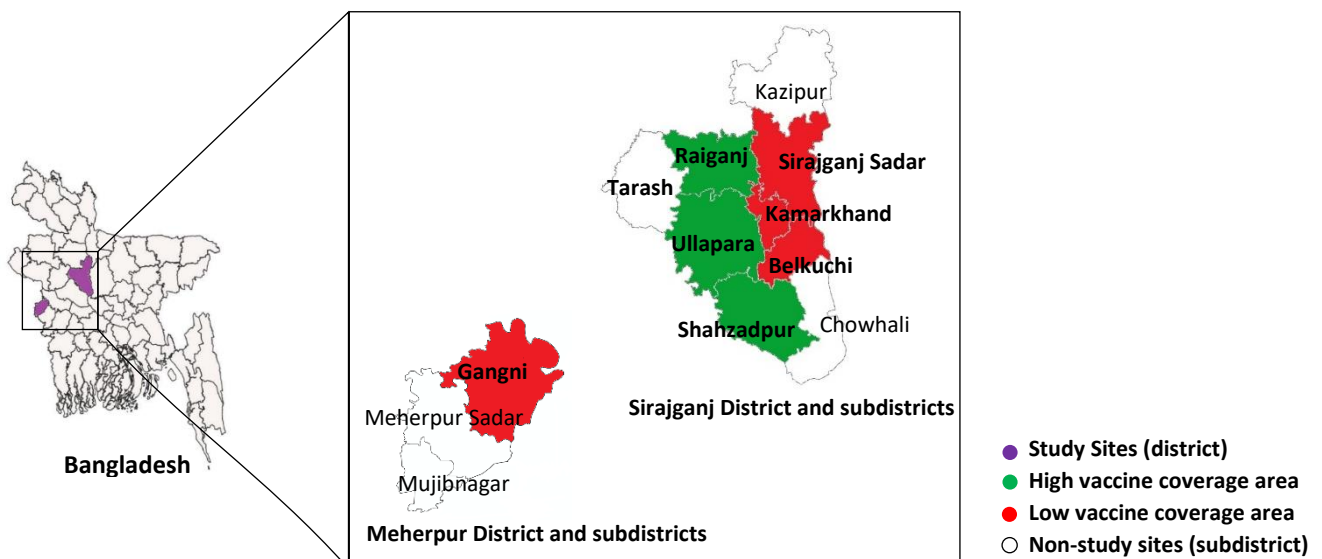 Kazipur
Raiganj
Sirajganj Sadar
Tarash
Kamarkhand
Ullapara
Belkuchi
Shahzadpur
Chowhali
Gangni
Sirajganj District and subdistricts
Meherpur Sadar
Bangladesh
Mujibnagar
Meherpur District and subdistricts
Study Sites (district)
High vaccine coverage area
Low vaccine coverage area
Non-study sites (subdistrict)